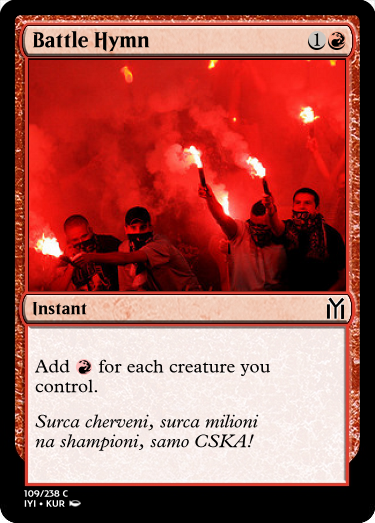 Battle Hymn 1
Instant
Add for each creature you
control.
Surca cherveni, surca milioni
na shampioni, samo CSKA!
109/238 C
IYI • KUR